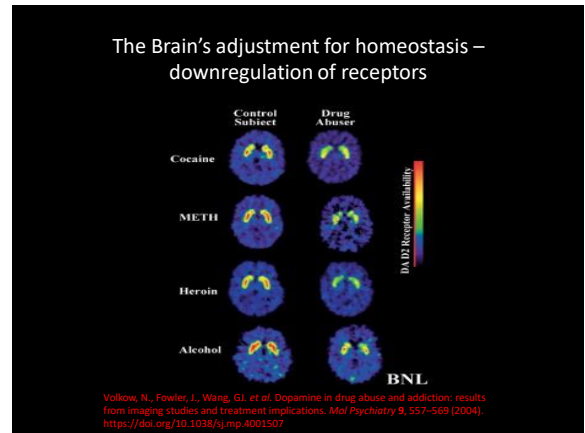 The Brain’s adjustment for homeostasis –
downregulation of receptors
Control Subject
Drug Abuser
Cocaine
METH
Heroin
Alcohol
DA D2 Receptor Availability
BNL
Volkow, N., Fowler, J., Wang, GJ. et al. Dopamine in drug abuse and addiction: results
from imaging studies and treatment implications. Mol Psychiatry 9, 557–569 (2004).
https://doi.org/10.1038/sj.mp.4001507